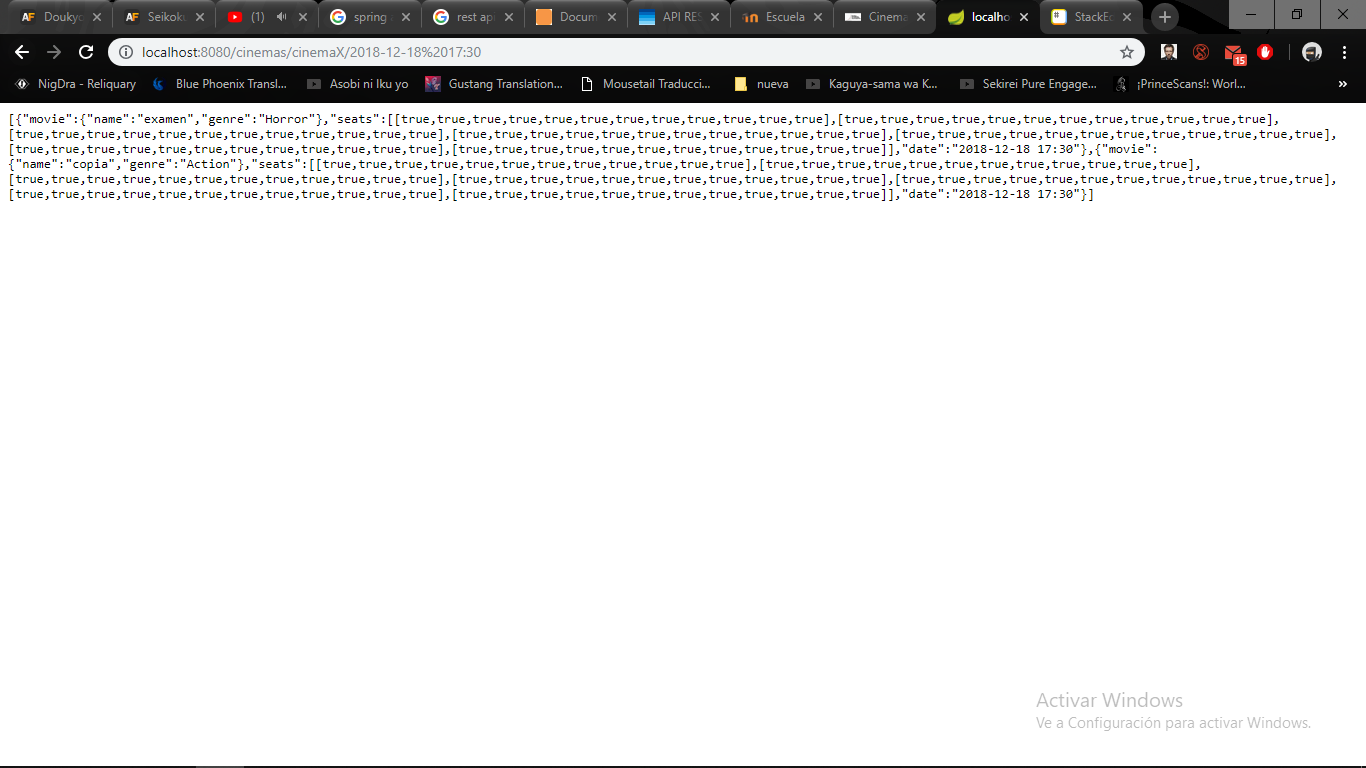 Doukyo
Seikoku
(1)
spring
rest api
Docum
API RES
Escuela
Cinema
localho
StackEd
localhost:8080/cinemas/cinemaX/2018-12-18%2017:30
15
NigDra - Reliquary
Blue Phoenix Transl...
Asobi ni Iku yo
Gustang Translation...
Mousetail Traducci...
nueva
Kaguya-sama wa K...
Sekirei Pure Engage...
¡PrinceScans!: Worl...
»
[{"movie":{"name":"examen","genre":"Horror"},"seats":[[true,true,true,true,true,true,true,true,true,true,true,true],[true,true,true,true,true,true,true,true,true,true,true,true],
[true,true,true,true,true,true,true,true,true,true,true,true],[true,true,true,true,true,true,true,true,true,true,true,true],[true,true,true,true,true,true,true,true,true,true,true,true],
[true,true,true,true,true,true,true,true,true,true,true,true],[true,true,true,true,true,true,true,true,true,true,true,true]],"date":"2018-12-18 17:30"},{"movie":
{"name":"copia","genre":"Action"},"seats":[[true,true,true,true,true,true,true,true,true,true,true,true],[true,true,true,true,true,true,true,true,true,true,true,true],
[true,true,true,true,true,true,true,true,true,true,true,true],[true,true,true,true,true,true,true,true,true,true,true,true],[true,true,true,true,true,true,true,true,true,true,true,true],
[true,true,true,true,true,true,true,true,true,true,true,true],[true,true,true,true,true,true,true,true,true,true,true,true]],"date":"2018-12-18 17:30"}]
Activar Windows
Ve a Configuración para activar Windows.